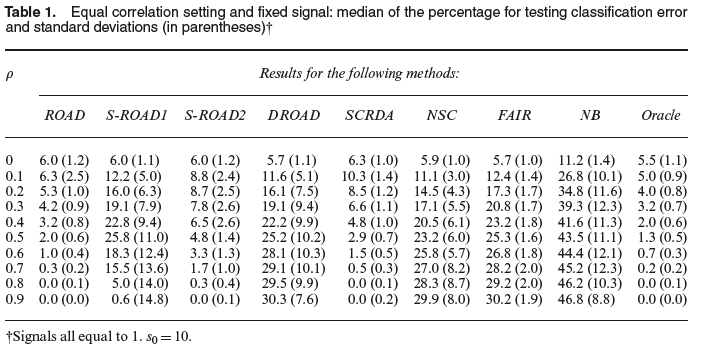 Table 1. Equal correlation setting and fixed signal: median of the percentage for testing classification error
and standard deviations (in parentheses)†
ρ Results for the following methods:
ROAD S-ROAD1 S-ROAD2 DROAD SCRDA NSC FAIR NB Oracle
0 6.0 (1.2) 6.0 (1.1) 6.0 (1.2) 5.7 (1.1) 6.3 (1.0) 5.9 (1.0) 5.7 (1.0) 11.2 (1.4) 5.5 (1.1)
0.1 6.3 (2.5) 12.2 (5.0) 8.8 (2.4) 11.6 (5.1) 10.3 (1.4) 11.1 (3.0) 12.4 (1.4) 26.8 (10.1) 5.0 (0.9)
0.2 5.3 (1.0) 16.0 (6.3) 8.7 (2.5) 16.1 (7.5) 8.5 (1.2) 14.5 (4.3) 17.3 (1.7) 34.8 (11.6) 4.0 (0.8)
0.3 4.2 (0.9) 19.1 (7.9) 7.8 (2.6) 19.1 (9.4) 6.6 (1.1) 17.1 (5.5) 20.8 (1.7) 39.3 (12.3) 3.2 (0.7)
0.4 3.2 (0.8) 22.8 (9.4) 6.5 (2.6) 22.2 (9.9) 4.8 (1.0) 20.5 (6.1) 23.2 (1.8) 41.6 (11.3) 2.0 (0.6)
0.5 2.0 (0.6) 25.8 (11.0) 4.8 (1.4) 25.2 (10.2) 2.9 (0.7) 23.2 (6.0) 25.3 (1.6) 43.5 (11.1) 1.3 (0.5)
0.6 1.0 (0.4) 18.3 (12.4) 3.3 (1.3) 28.1 (10.3) 1.5 (0.5) 25.8 (5.7) 26.8 (1.8) 44.4 (12.1) 0.7 (0.3)
0.7 0.3 (0.2) 15.5 (13.6) 1.7 (1.0) 29.1 (10.1) 0.5 (0.3) 27.0 (8.2) 28.2 (2.0) 45.2 (12.3) 0.2 (0.2)
0.8 0.0 (0.1) 5.0 (14.0) 0.3 (0.4) 29.5 (9.9) 0.0 (0.1) 28.3 (8.7) 29.2 (2.0) 46.2 (10.3) 0.0 (0.1)
0.9 0.0 (0.0) 0.6 (14.8) 0.0 (0.1) 30.3 (7.6) 0.0 (0.2) 29.9 (8.0) 30.2 (1.9) 46.8 (8.8) 0.0 (0.0)
†Signals all equal to 1. s₀ = 10.